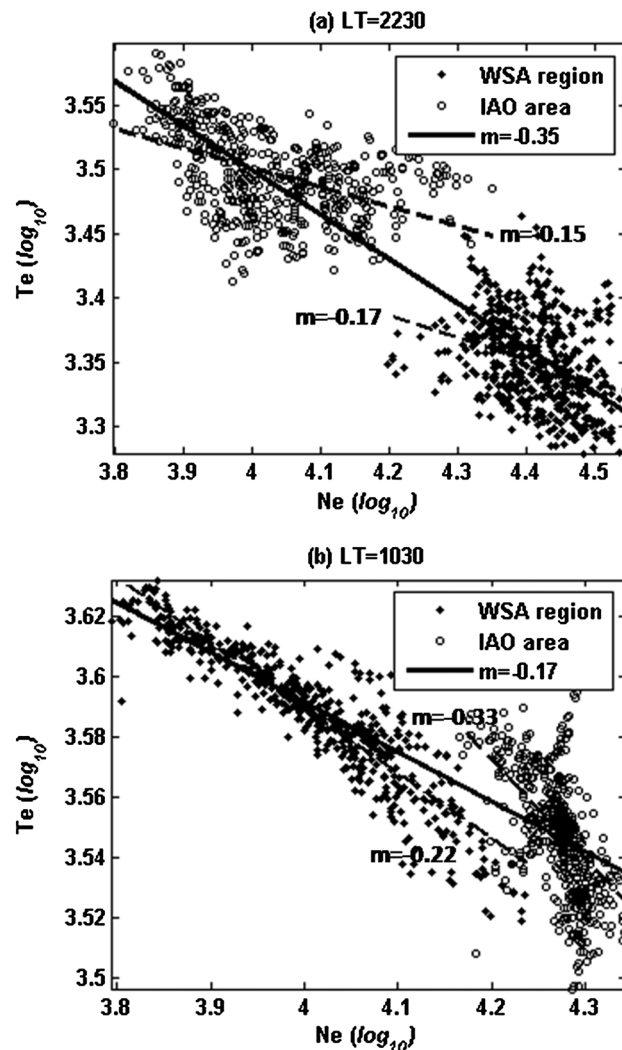 (a) LT=2230
WSA region
IAO area
m=-0.35
m=-0.15
m=-0.17
3.55
3.5
3.45
3.4
3.35
3.3
Te (log10)
3.8 3.9 4 4.1 4.2 4.3 4.4 4.5
Ne (log10)
(b) LT=1030
WSA region
IAO area
m=-0.17
m=-0.33
m=-0.22
3.62
3.6
3.58
3.56
3.54
3.52
3.5
Te (log10)
3.8 3.9 4 4.1 4.2 4.3
Ne (log10)